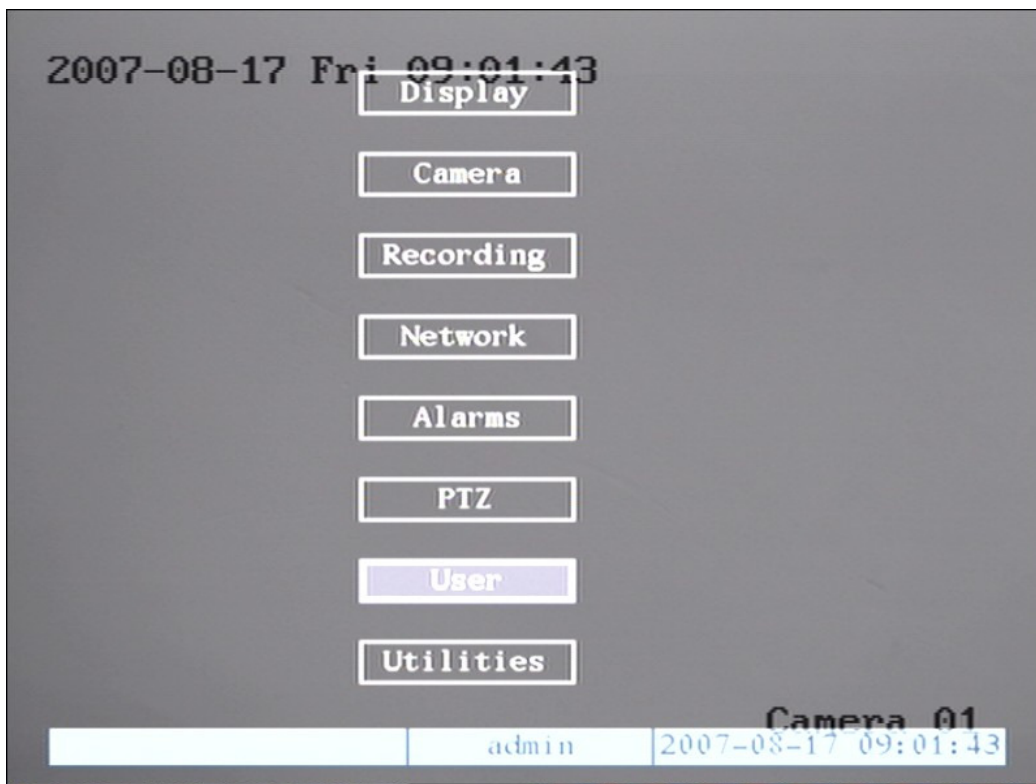 2007-08-17 Fri 09:01:43
Display
Camera
Recording
Network
Alarms
PTZ
User
Utilities
Camera 01
admin 2007-08-17 09:01:43